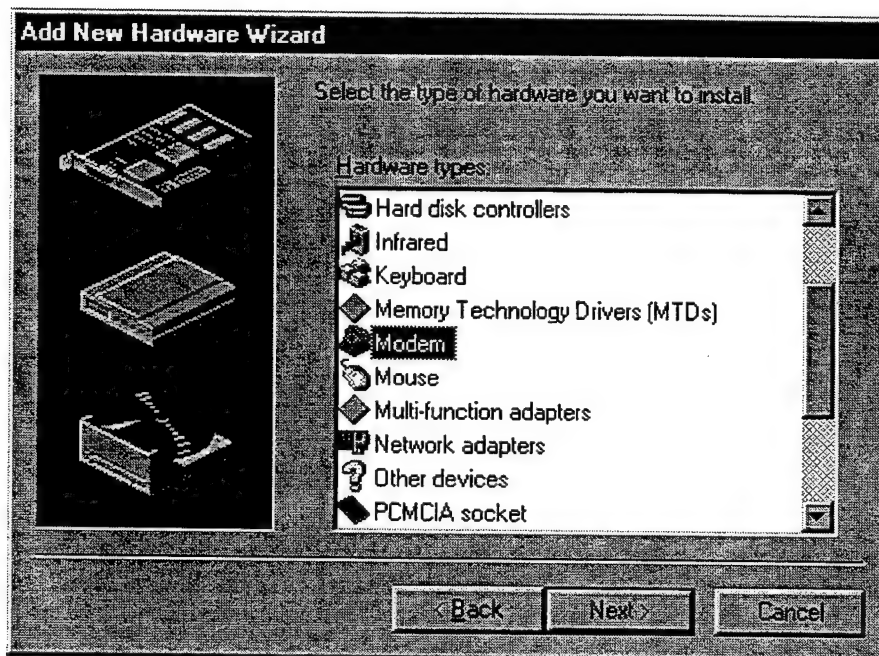 Add New Hardware Wizard
Select the type of hardware you want to install.
Hardware types:
Hard disk controllers
Infrared
Keyboard
Memory Technology Drivers (MTDs)
Modem
Mouse
Multi-function adapters
Network adapters
Other devices
PCMCIA socket
< Back
Next >
Cancel